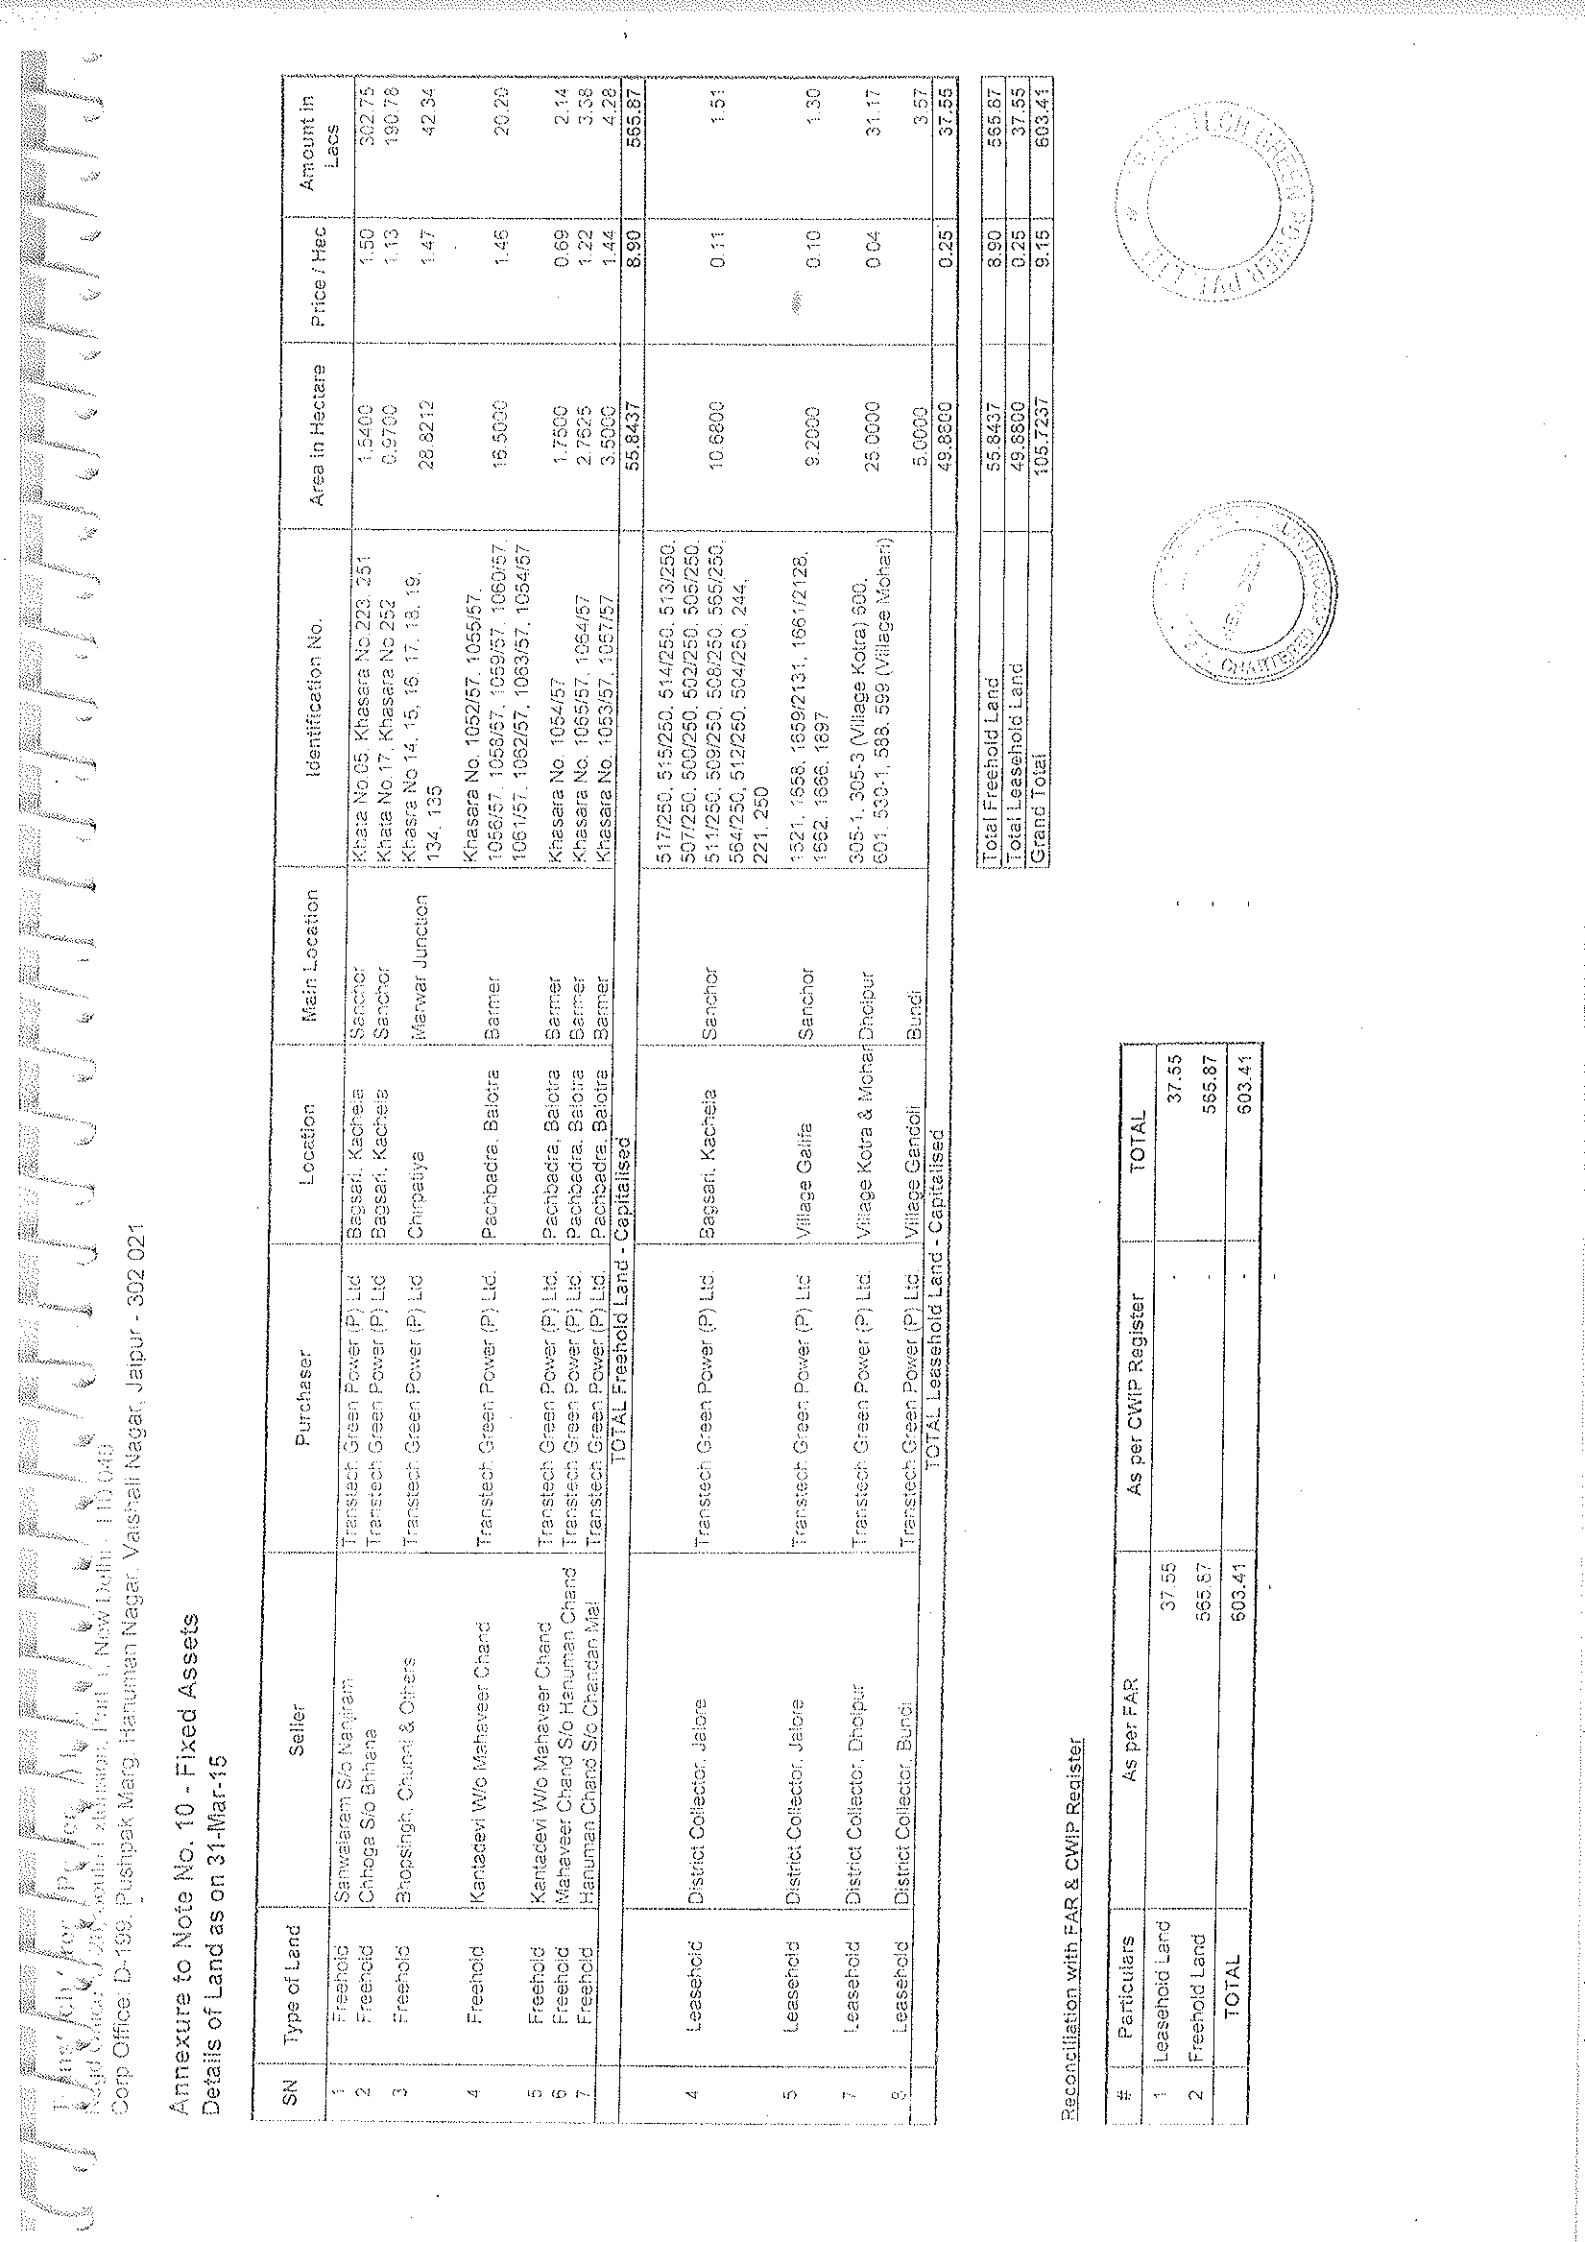 Corp Office: D-199, Pushpak Marg, Hanuman Nagar, Vaishali Nagar, Jaipur - 302 021
Annexure to Note No. 10 - Fixed Assets
Details of Land as on 31-Mar-15
SN Type of Land Seller Purchaser Location Main Location Identification No. Area in Hectare Price / Hec Amount in Lacs
1 Freehold Sanwalaram S/o Nanjiram Transtech Green Power (P) Ltd Bagsari, Kachela Sanchor Khata No.05, Khasara No.223, 251 1.5400 1.50 302.75
2 Freehold Chhoga S/o Bhhana Transtech Green Power (P) Ltd Bagsari, Kachela Sanchor Khata No.17, Khasara No 252 0.9700 1.13 190.78
3 Freehold Bhopsingh, Chunni & Others Transtech Green Power (P) Ltd Chirpatiya Marwar Junction Khasra No 14, 15, 16, 17, 18, 19, 28.8212 1.47 42.34
134, 135
4 Freehold Kantadevi W/o Mahaveer Chand Transtech Green Power (P) Ltd. Pachbadra, Balotra Barmer Khasara No. 1052/57, 1055/57, 16.5000 1.45 20.20
1056/57, 1058/57, 1059/57, 1060/57,
1061/57, 1062/57, 1063/57, 1054/57
5 Freehold Kantadevi W/o Mahaveer Chand Transtech Green Power (P) Ltd. Pachbadra, Balotra Barmer Khasara No. 1054/57 1.7500 0.69 2.14
6 Freehold Mahaveer Chand S/o Hanuman Chand Transtech Green Power (P) Ltd. Pachbadra, Balotra Barmer Khasara No. 1065/57, 1064/57 2.7625 1.22 3.38
7 Freehold Hanuman Chand S/o Chandan Mal Transtech Green Power (P) Ltd. Pachbadra, Balotra Barmer Khasara No. 1053/57, 1057/57 3.5000 1.44 4.28
TOTAL Freehold Land - Capitalised 55.8437 8.90 565.87
4 Leasehold District Collector, Jalore Transtech Green Power (P) Ltd. Bagsari, Kachela Sanchor 517/250, 515/250, 514/250, 513/250, 10.6800 0.11 1.51
507/250, 500/250, 502/250, 505/250,
511/250, 509/250, 508/250, 565/250,
564/250, 512/250, 504/250, 244,
221, 250
5 Leasehold District Collector, Jalore Transtech Green Power (P) Ltd Village Galifa Sanchor 1521, 1658, 1659/2131, 1661/2128, 9.2000 0.10 1.30
1662, 1666, 1697
7 Leasehold District Collector, Dholpur Transtech Green Power (P) Ltd. Village Kotra & Mohar Dholpur 305-1, 305-3 (Village Kotra) 600, 25.0000 0.04 31.17
601, 530-1, 588, 599 (Village Mohari)
8 Leasehold District Collector, Bundi Transtech Green Power (P) Ltd. Village Gandoli Bundi 5.0000 3.57
TOTAL Leasehold Land - Capitalised 49.8800 0.25 37.55
Total Freehold Land 55.8437 8.90 565.87
Total Leasehold Land 49.8800 0.25 37.55
Grand Total 105.7237 9.15 603.41
Reconciliation with FAR & CWIP Register
# Particulars As per FAR As per CWIP Register TOTAL
1 Leasehold Land 37.55 - 37.55
2 Freehold Land 565.87 - 565.87
TOTAL 603.41 - 603.41
GREEN POWER PVT. LTD.
CHARTERED